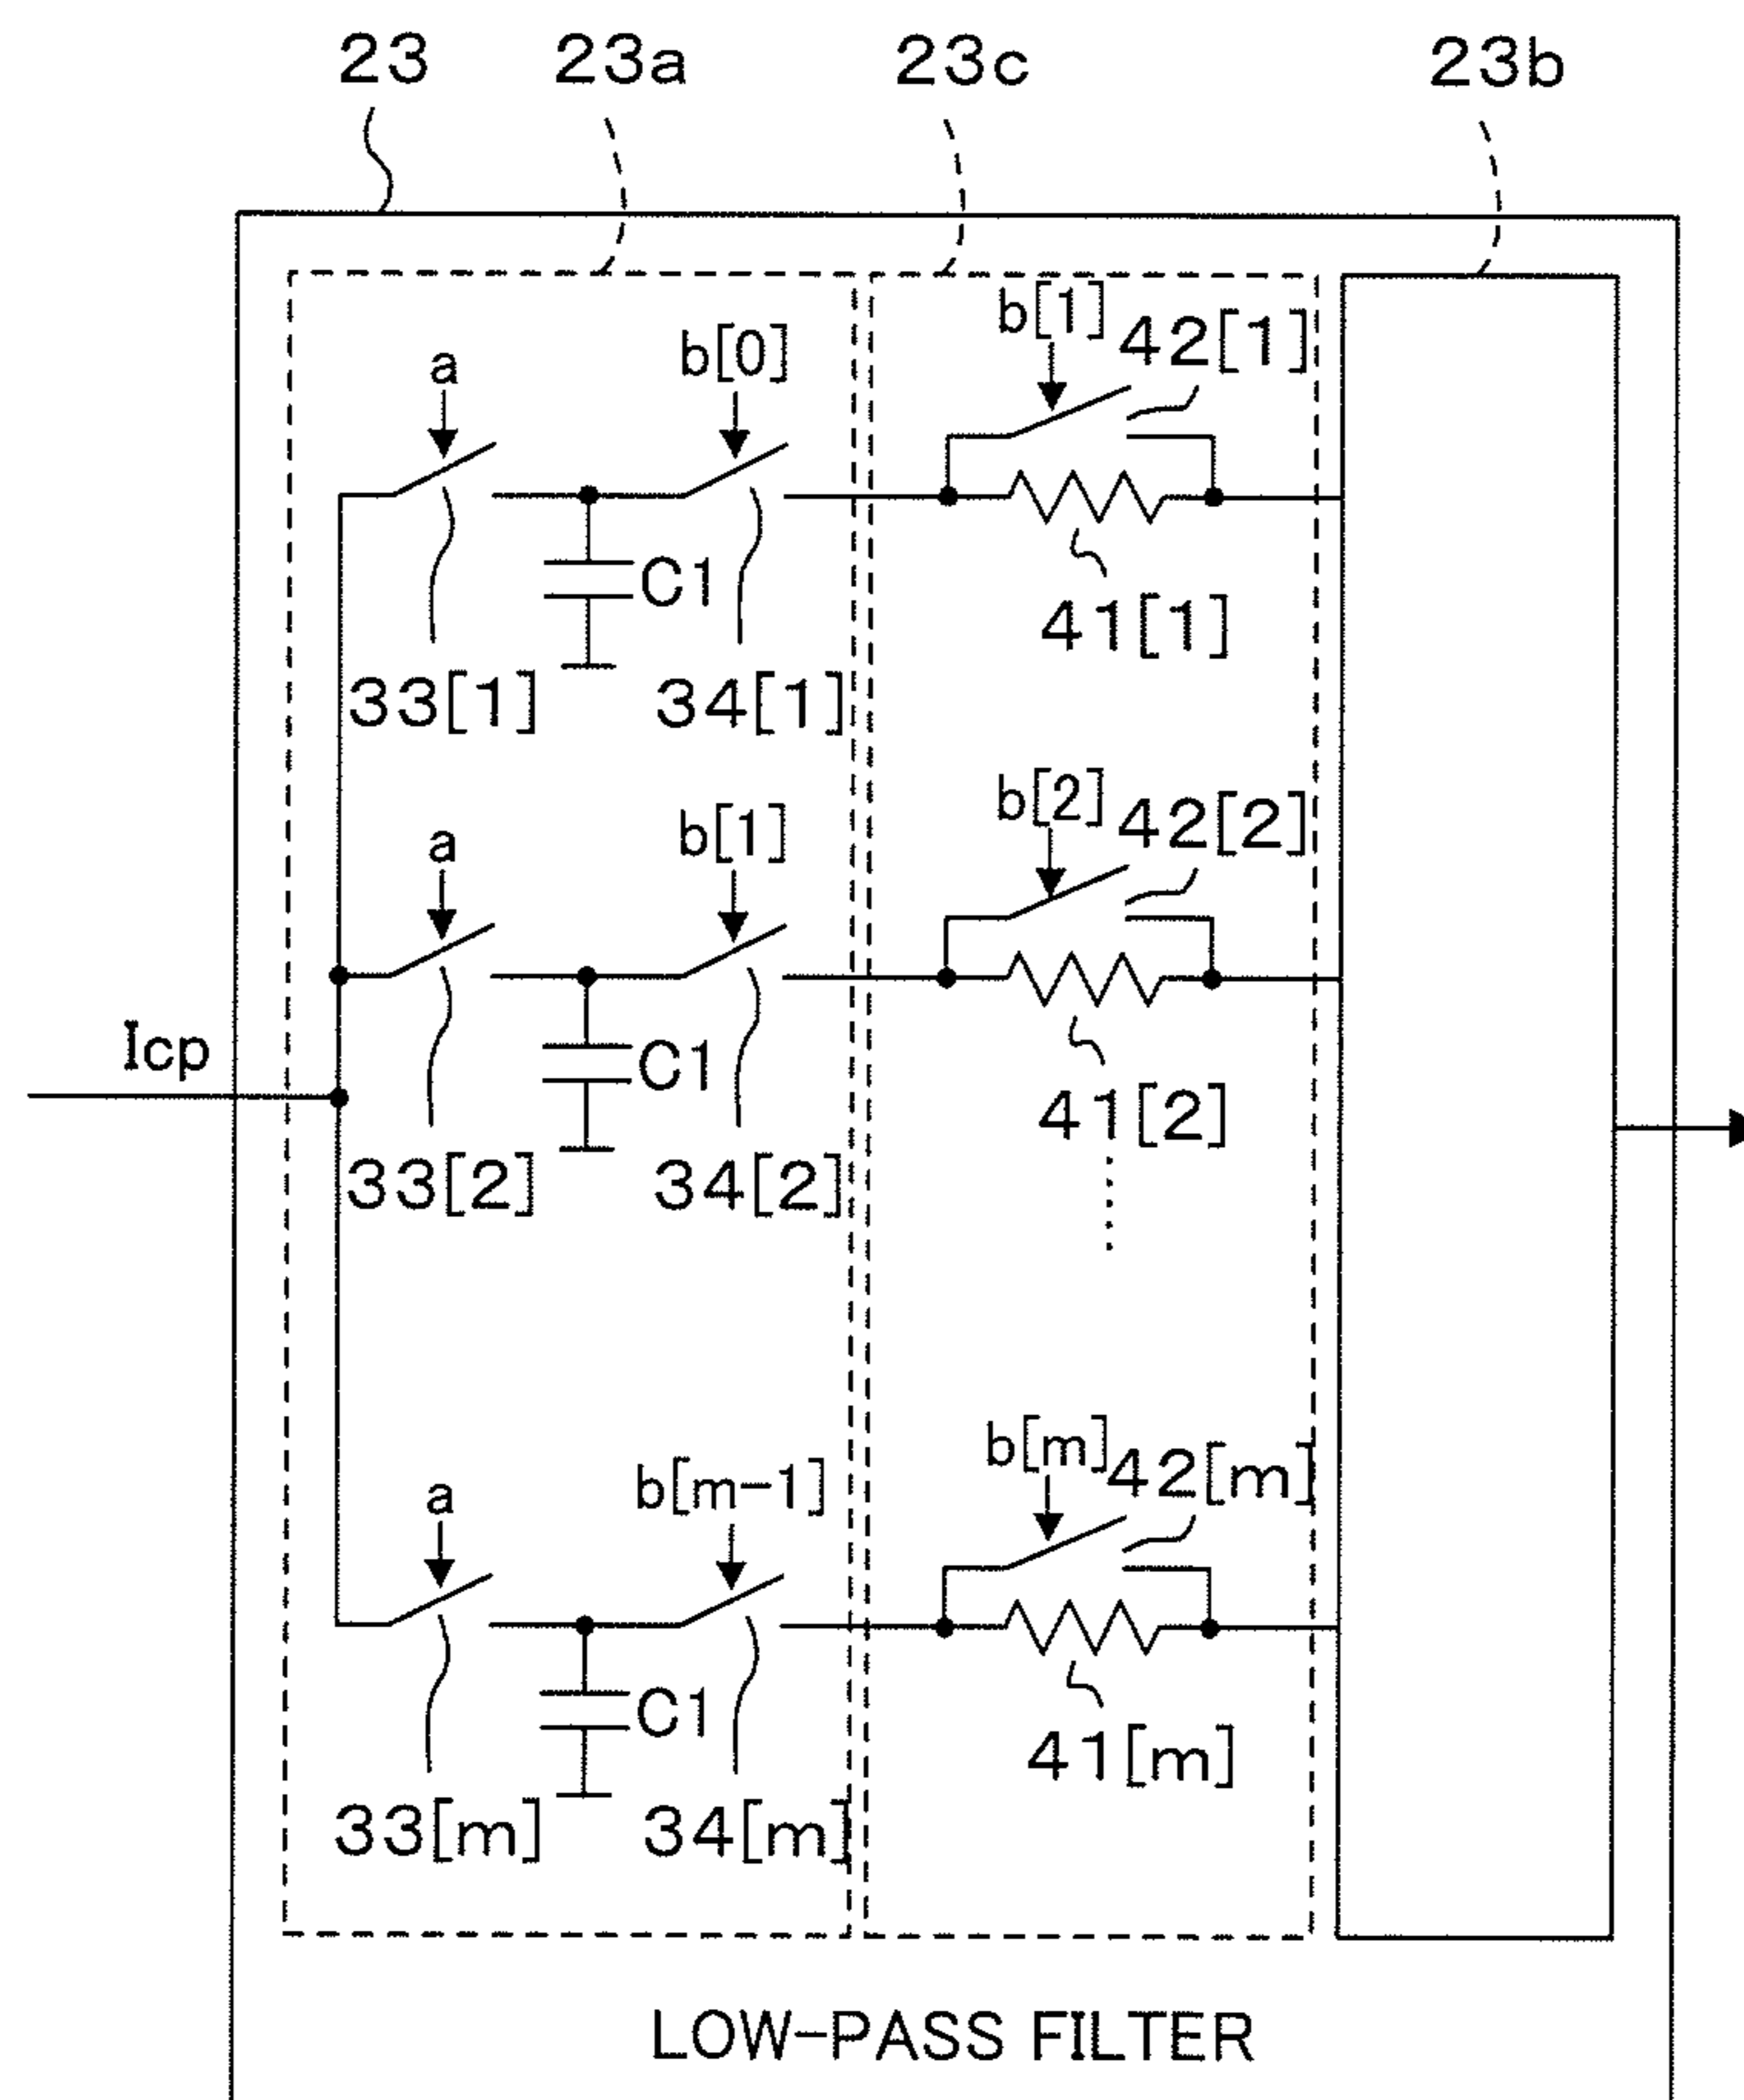 23 23a 23c 23b
b[1] 42[1]
a b[0]
C1
41[1]
33[1] 34[1]
b[2] 42[2]
a b[1]
Icp
C1
41[2]
33[2] 34[2]
b[m] 42[m]
a b[m-1]
C1
41[m]
33[m] 34[m]
LOW-PASS FILTER